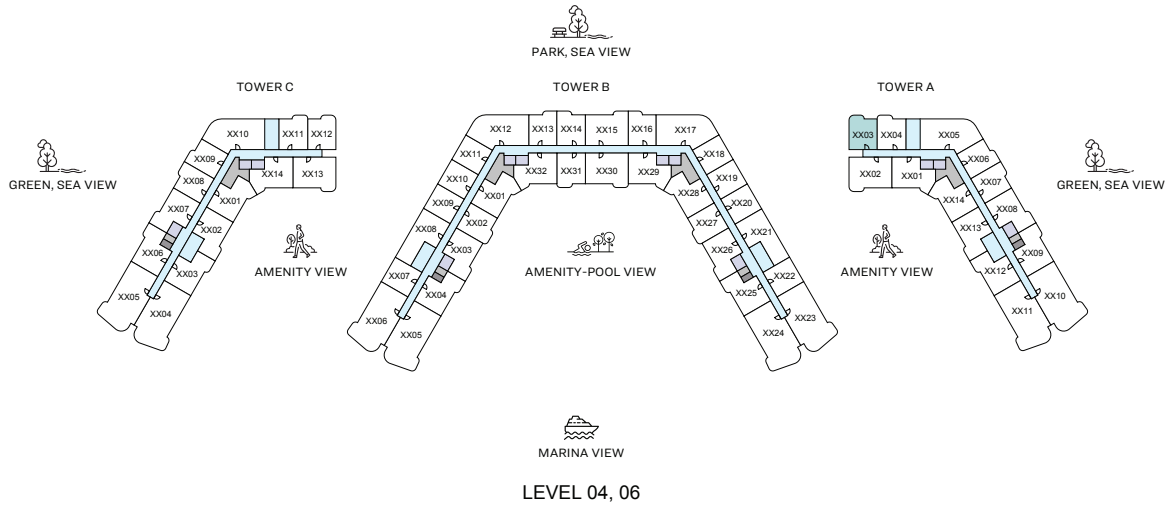 PARK, SEA VIEW
TOWER C
TOWER B
TOWER A
GREEN, SEA VIEW
GREEN, SEA VIEW
XX10
XX11
XX12
XX09
XX14
XX13
XX08
XX01
XX07
XX02
XX06
XX03
XX05
XX04
XX12
XX13
XX14
XX15
XX16
XX17
XX11
XX32
XX31
XX30
XX29
XX18
XX10
XX01
XX28
XX19
XX09
XX02
XX27
XX20
XX08
XX03
XX26
XX21
XX07
XX04
XX25
XX22
XX06
XX05
XX24
XX23
XX03
XX04
XX05
XX02
XX01
XX06
XX14
XX07
XX13
XX08
XX12
XX09
XX11
XX10
AMENITY VIEW
AMENITY-POOL VIEW
AMENITY VIEW
MARINA VIEW
LEVEL 04, 06